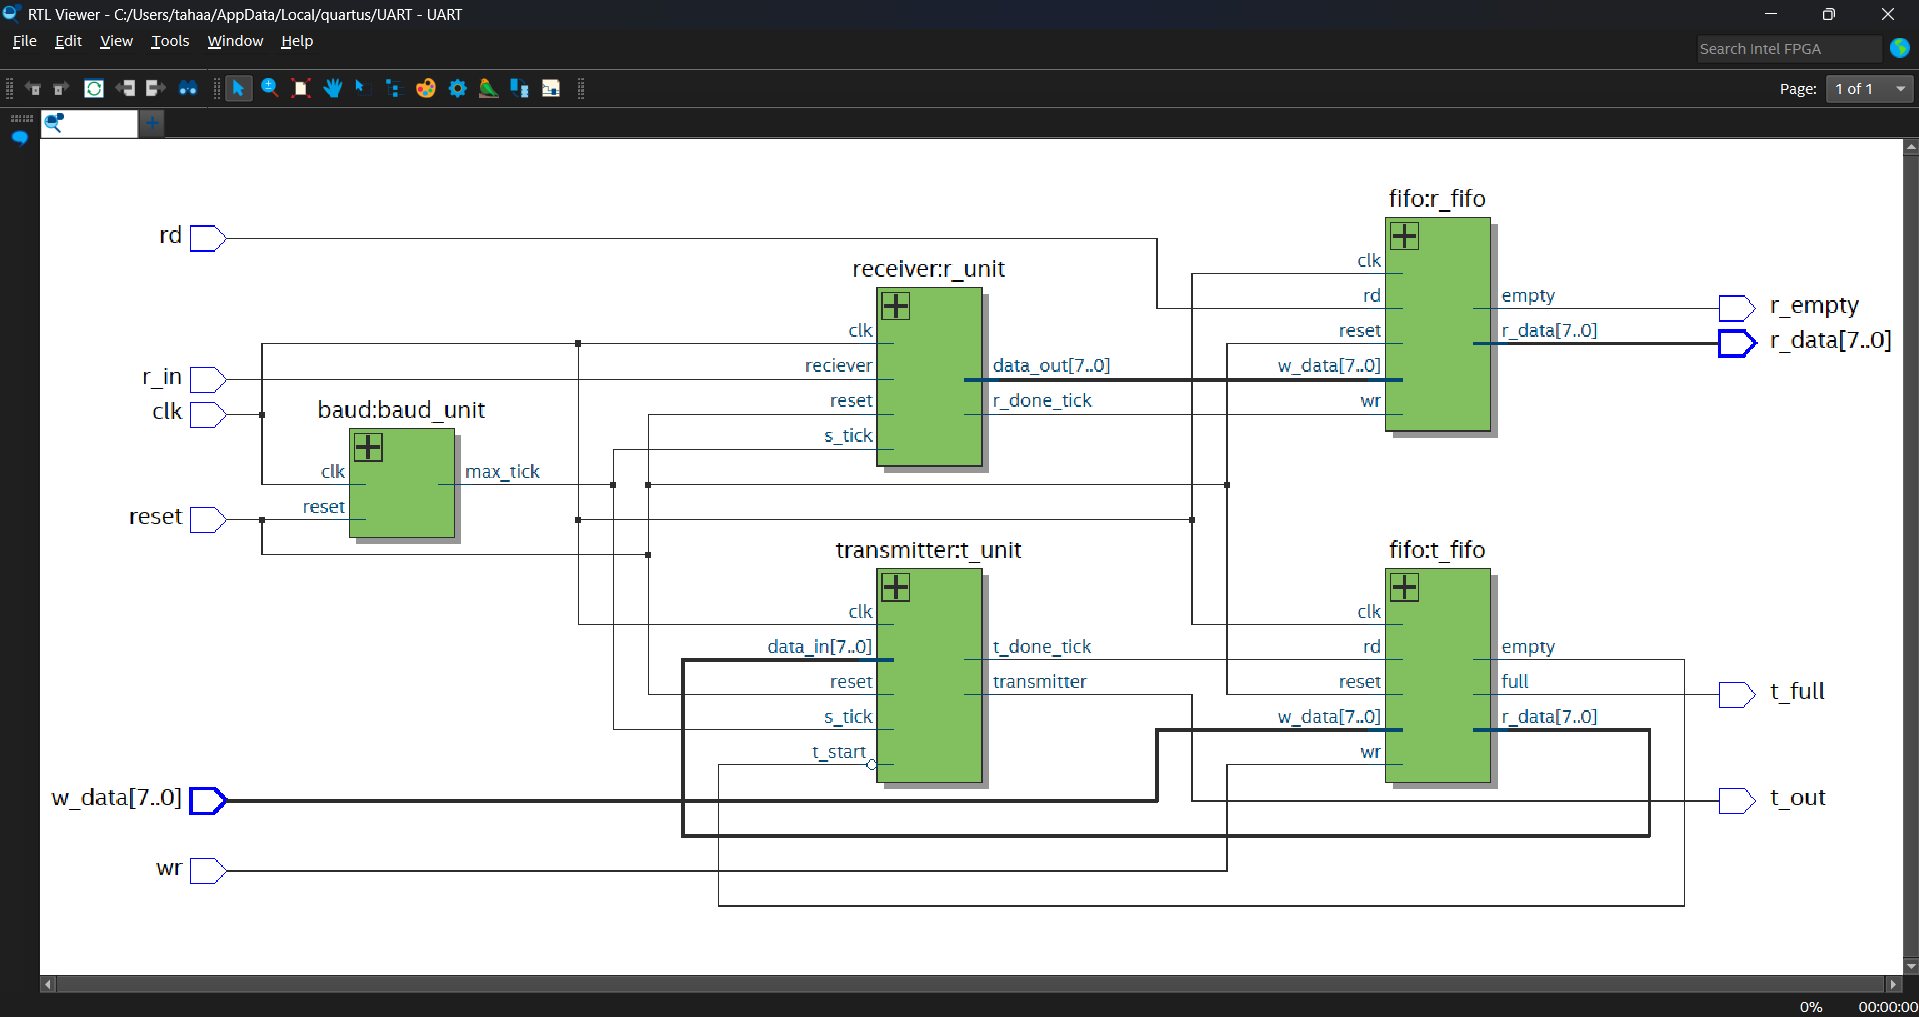 RTL Viewer - C:/Users/tahaa/AppData/Local/quartus/UART - UART
File Edit View Tools Window Help
Search Intel FPGA
Page: 1 of 1
fifo:r_fifo
rd
receiver:r_unit
clk
rd
empty
r_empty
clk
reset
r_data[7..0]
r_data[7..0]
r_in
reciever
data_out[7..0]
w_data[7..0]
clk
baud:baud_unit
reset
r_done_tick
wr
s_tick
clk
max_tick
reset
reset
transmitter:t_unit
fifo:t_fifo
clk
clk
data_in[7..0]
t_done_tick
rd
empty
reset
transmitter
reset
full
t_full
s_tick
w_data[7..0]
r_data[7..0]
t_start
wr
w_data[7..0]
t_out
wr
0% 00:00:00